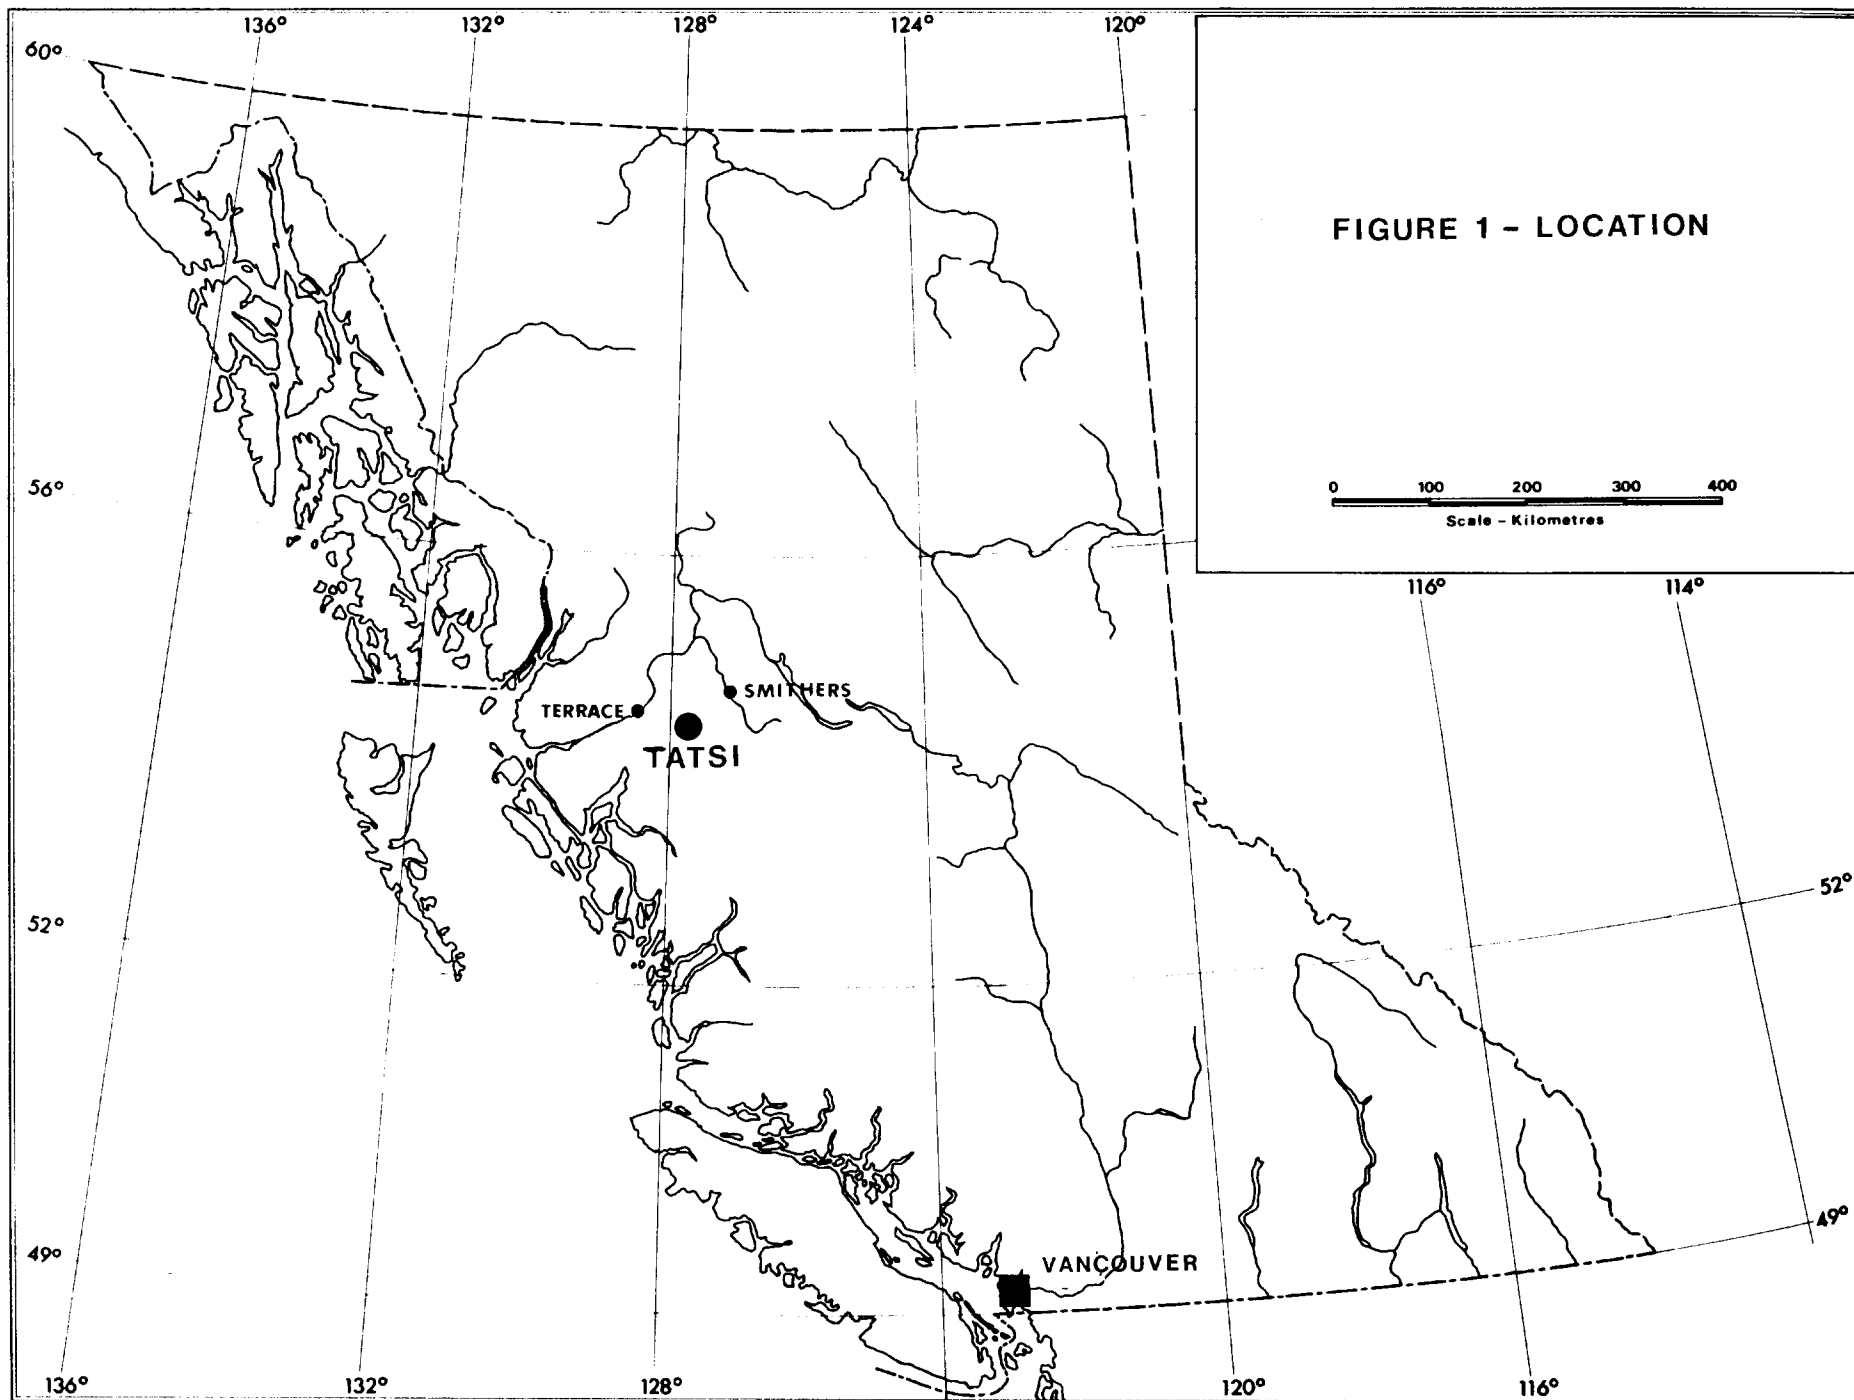 136° 132° 128° 124° 120°
60°
FIGURE 1 – LOCATION
56°
0 100 200 300 400
Scale – Kilometres
116° 114°
SMITHERS
TERRACE
TATSI
52°
52°
49°
49°
VANCOUVER
136° 132° 128° 120° 116°